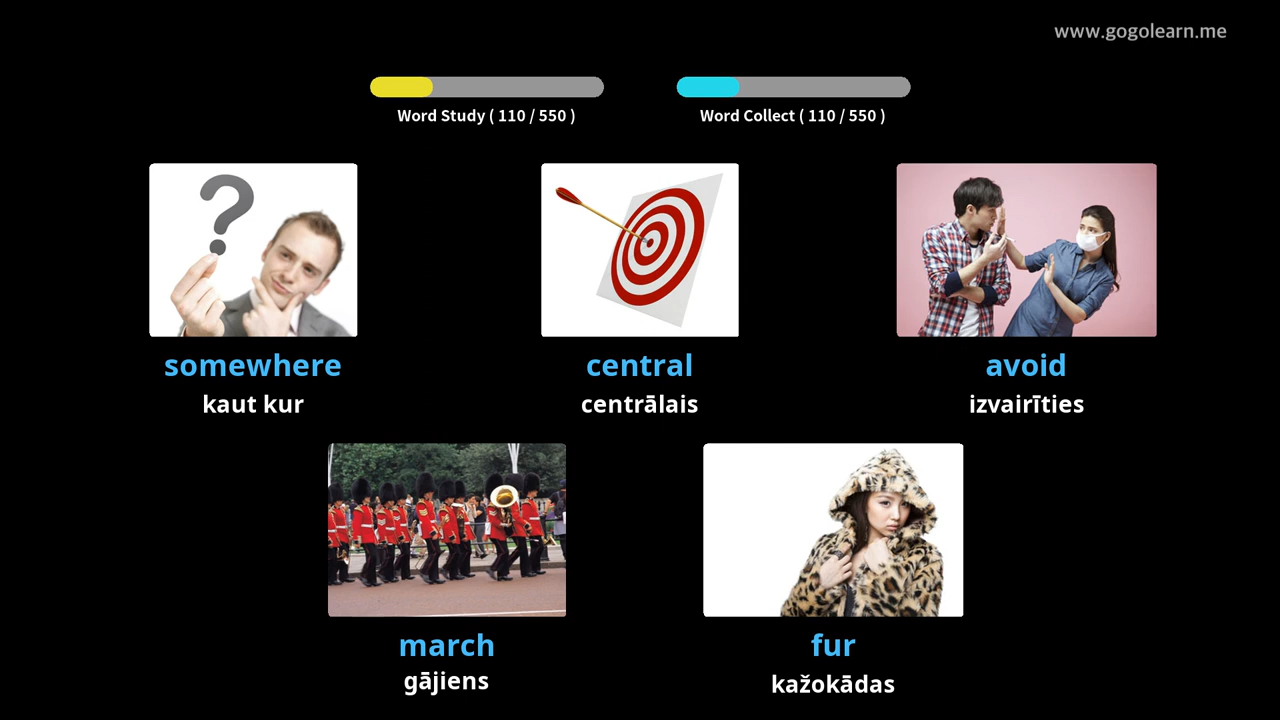 www.gogolearn.me
Word Study ( 110 / 550 )
Word Collect ( 110 / 550 )
somewhere
kaut kur
central
centrālais
avoid
izvairīties
march
gājiens
fur
kažokādas